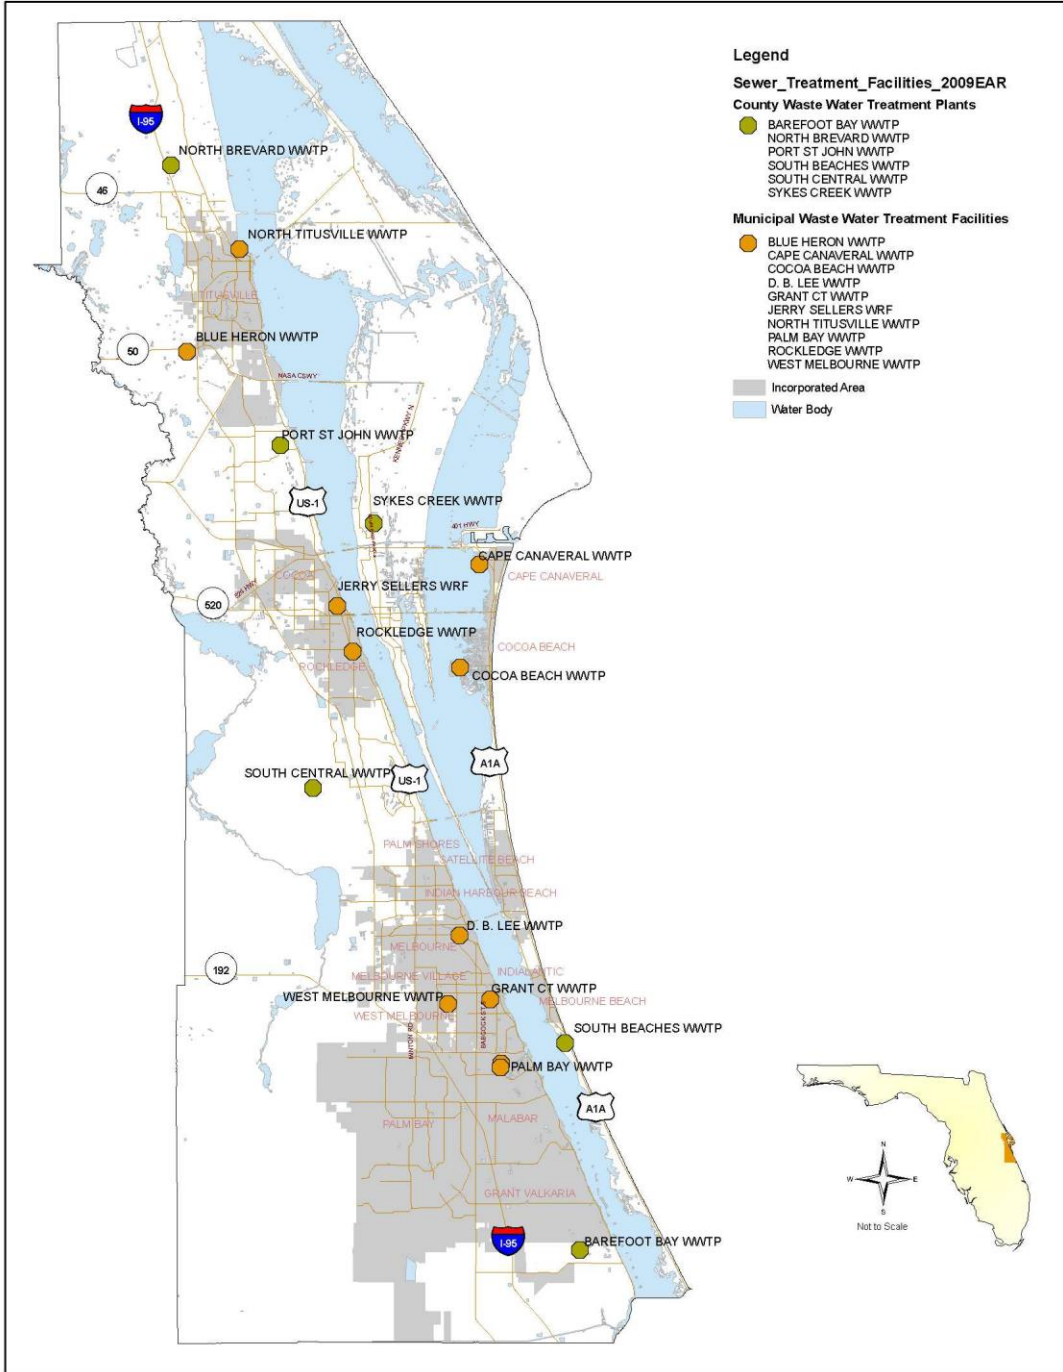 Legend
Sewer_Treatment_Facilities_2009EAR
County Waste Water Treatment Plants
BAREFOOT BAY WWTP
NORTH BREVARD WWTP
PORT ST JOHN WWTP
SOUTH BEACHES WWTP
SOUTH CENTRAL WWTP
SYKES CREEK WWTP
Municipal Waste Water Treatment Facilities
BLUE HERON WWTP
CAPE CANAVERAL WWTP
COCOA BEACH WWTP
D. B. LEE WWTP
GRANT CT WWTP
JERRY SELLERS WRF
NORTH TITUSVILLE WWTP
PALM BAY WWTP
ROCKLEDGE WWTP
WEST MELBOURNE WWTP
Incorporated Area
Water Body
I-95
NORTH BREVARD WWTP
46
NORTH TITUSVILLE WWTP
TITUSVILLE
BLUE HERON WWTP
50
NASA CSWY
PORT ST JOHN WWTP
US-1
SYKES CREEK WWTP
401 HWY
CAPE CANAVERAL WWTP
CAPE CANAVERAL
COCOA
JERRY SELLERS WRF
520
ROCKLEDGE WWTP
COCOA BEACH
ROCKLEDGE
COCOA BEACH WWTP
A1A
SOUTH CENTRAL WWTP
US-1
PALM SHORES
SATELLITE BEACH
INDIAN HARBOUR BEACH
D. B. LEE WWTP
MELBOURNE
192
MELBOURNE VILLAGE
INDIALANTIC
GRANT CT WWTP
WEST MELBOURNE WWTP
MELBOURNE BEACH
WEST MELBOURNE
MINTON RD
BABCOCK ST
SOUTH BEACHES WWTP
PALM BAY WWTP
A1A
MALABAR
PALM BAY
GRANT VALKARIA
I-95
BAREFOOT BAY WWTP
N
W
E
S
Not to Scale